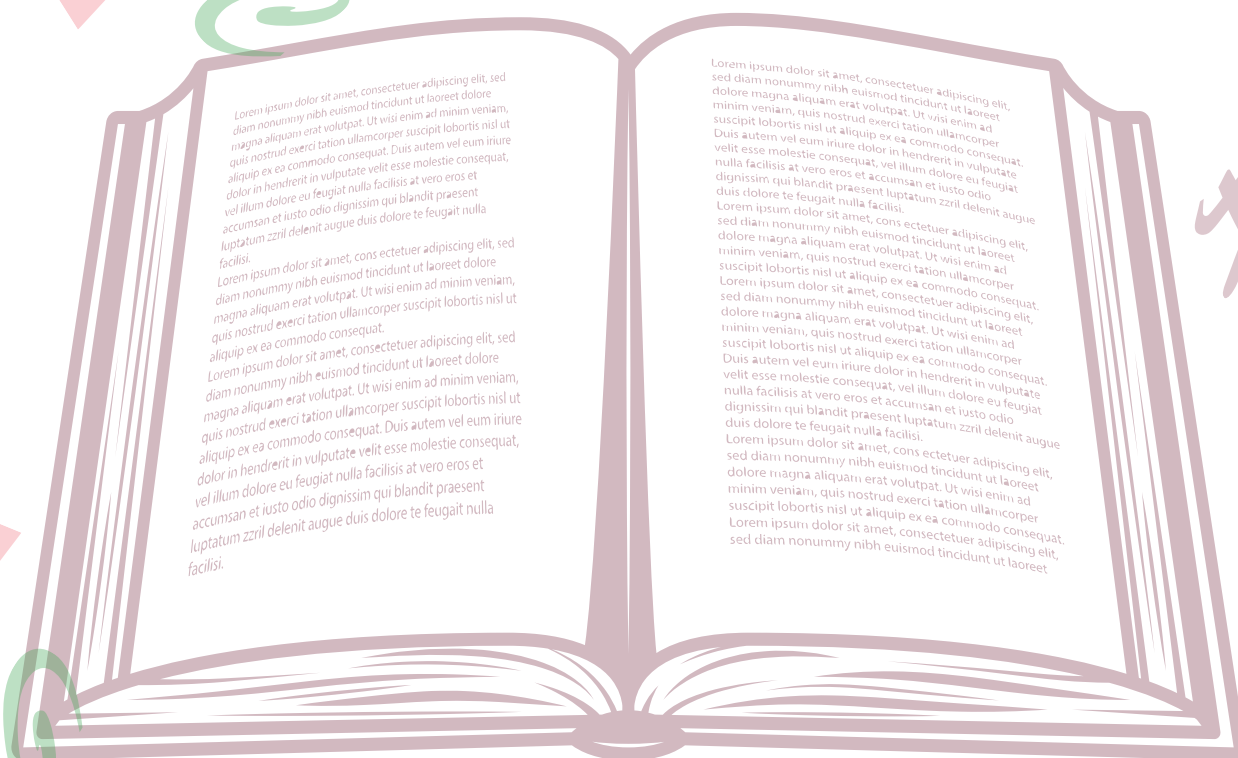 Lorem ipsum dolor sit amet, consectetuer adipiscing elit, sed
diam nonummy nibh euismod tincidunt ut laoreet dolore
magna aliquam erat volutpat. Ut wisi enim ad minim veniam,
quis nostrud exerci tation ullamcorper suscipit lobortis nisl ut
aliquip ex ea commodo consequat. Duis autem vel eum iriure
dolor in hendrerit in vulputate velit esse molestie consequat,
vel illum dolore eu feugiat nulla facilisis at vero eros et
accumsan et iusto odio dignissim qui blandit praesent
luptatum zzril delenit augue duis dolore te feugait nulla
facilisi.
Lorem ipsum dolor sit amet, cons ectetuer adipiscing elit, sed
diam nonummy nibh euismod tincidunt ut laoreet dolore
magna aliquam erat volutpat. Ut wisi enim ad minim veniam,
quis nostrud exerci tation ullamcorper suscipit lobortis nisl ut
aliquip ex ea commodo consequat.
Lorem ipsum dolor sit amet, consectetuer adipiscing elit, sed
diam nonummy nibh euismod tincidunt ut laoreet dolore
magna aliquam erat volutpat. Ut wisi enim ad minim veniam,
quis nostrud exerci tation ullamcorper suscipit lobortis nisl ut
aliquip ex ea commodo consequat. Duis autem vel eum iriure
dolor in hendrerit in vulputate velit esse molestie consequat,
vel illum dolore eu feugiat nulla facilisis at vero eros et
accumsan et iusto odio dignissim qui blandit praesent
luptatum zzril delenit augue duis dolore te feugait nulla
facilisi.
Lorem ipsum dolor sit amet, consectetuer adipiscing elit,
sed diam nonummy nibh euismod tincidunt ut laoreet
dolore magna aliquam erat volutpat. Ut wisi enim ad
minim veniam, quis nostrud exerci tation ullamcorper
suscipit lobortis nisl ut aliquip ex ea commodo consequat.
Duis autem vel eum iriure dolor in hendrerit in vulputate
velit esse molestie consequat, vel illum dolore eu feugiat
nulla facilisis at vero eros et accumsan et iusto odio
dignissim qui blandit praesent luptatum zzril delenit augue
duis dolore te feugait nulla facilisi.
Lorem ipsum dolor sit amet, cons ectetuer adipiscing elit,
sed diam nonummy nibh euismod tincidunt ut laoreet
dolore magna aliquam erat volutpat. Ut wisi enim ad
minim veniam, quis nostrud exerci tation ullamcorper
suscipit lobortis nisl ut aliquip ex ea commodo consequat.
Lorem ipsum dolor sit amet, consectetuer adipiscing elit,
sed diam nonummy nibh euismod tincidunt ut laoreet
dolore magna aliquam erat volutpat. Ut wisi enim ad
minim veniam, quis nostrud exerci tation ullamcorper
suscipit lobortis nisl ut aliquip ex ea commodo consequat.
Duis autem vel eum iriure dolor in hendrerit in vulputate
velit esse molestie consequat, vel illum dolore eu feugiat
nulla facilisis at vero eros et accumsan et iusto odio
dignissim qui blandit praesent luptatum zzril delenit augue
duis dolore te feugait nulla facilisi.
Lorem ipsum dolor sit amet, cons ectetuer adipiscing elit,
sed diam nonummy nibh euismod tincidunt ut laoreet
dolore magna aliquam erat volutpat. Ut wisi enim ad
minim veniam, quis nostrud exerci tation ullamcorper
suscipit lobortis nisl ut aliquip ex ea commodo consequat.
Lorem ipsum dolor sit amet, consectetuer adipiscing elit,
sed diam nonummy nibh euismod tincidunt ut laoreet